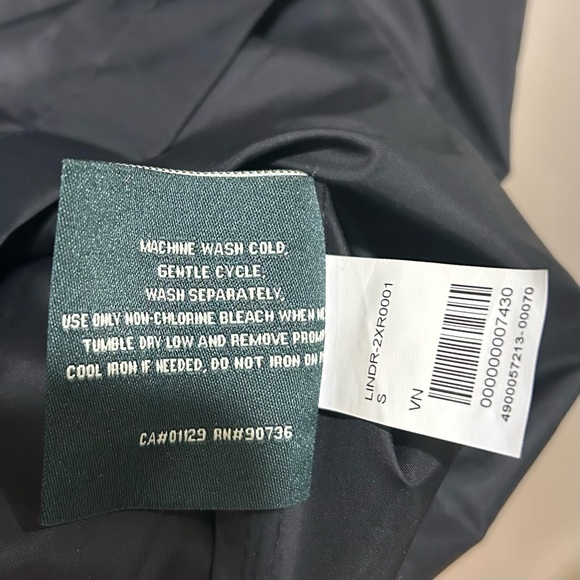 MACHINE WASH COLD,
GENTLE CYCLE,
WASH SEPARATELY,
USE ONLY NON-CHLORINE BLEACH WHEN
TUMBLE DRY LOW AND REMOVE
COOL IRON IF NEEDED, DO NOT IRON ON
CA#01129 RN#90736
LINDR-2XR0001
S
VN
000000007430
4900057213-00070